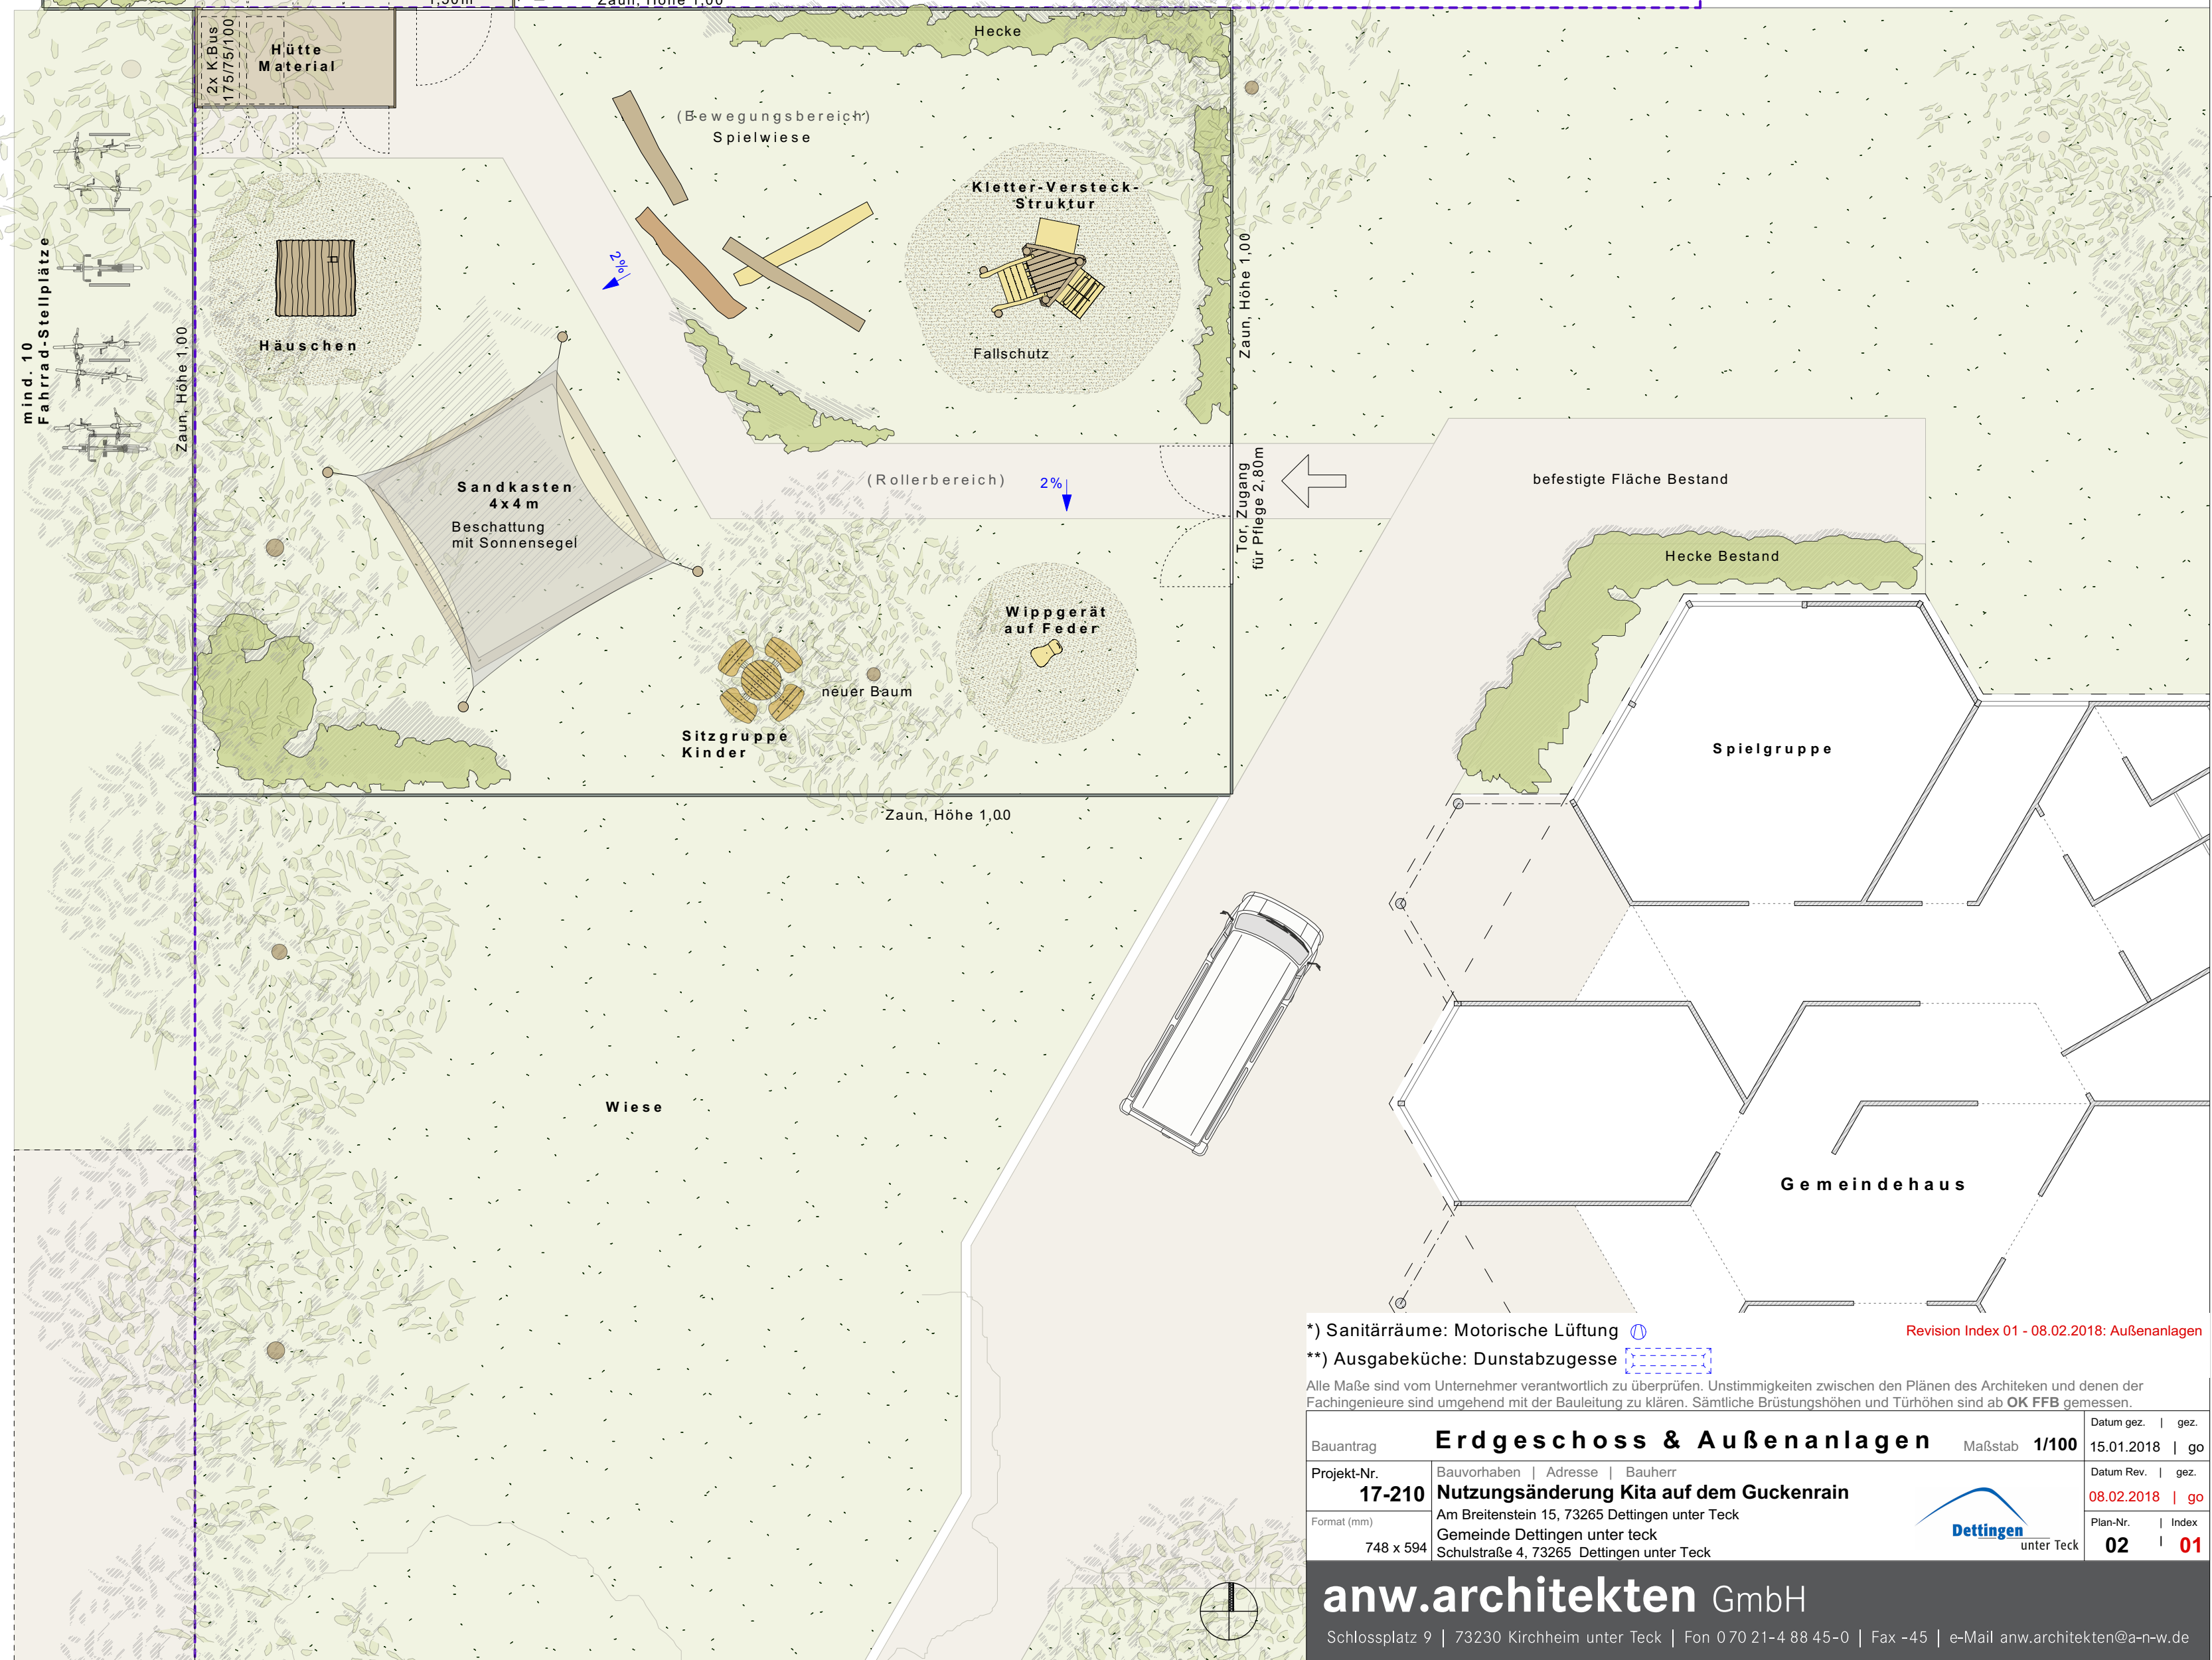 1,50m
Zaun, Höhe 1,00
2x K.Bus
175/75/100
Hütte
Material
Hecke
(Bewegungsbereich)
Spielwiese
Kletter-Versteck-
Struktur
Fallschutz
mind. 10
Fahrrad-Stellplätze
Zaun, Höhe 1,00
Häuschen
2%
Zaun, Höhe 1,00
Sandkasten
4x4m
Beschattung
mit Sonnensegel
(Rollerbereich)
2%
Tor, Zugang
für Pflege 2,80m
befestigte Fläche Bestand
Hecke Bestand
Wippgerät
auf Feder
neuer Baum
Sitzgruppe
Kinder
Spielgruppe
Zaun, Höhe 1,00
Wiese
Gemeindehaus
*) Sanitärräume: Motorische Lüftung
Revision Index 01 - 08.02.2018: Außenanlagen
**) Ausgabeküche: Dunstabzugesse
Alle Maße sind vom Unternehmer verantwortlich zu überprüfen. Unstimmigkeiten zwischen den Plänen des Architeken und denen der
Fachingenieure sind umgehend mit der Bauleitung zu klären. Sämtliche Brüstungshöhen und Türhöhen sind ab OK FFB gemessen.
Bauantrag Erdgeschoss & Außenanlagen Maßstab 1/100
Datum gez. | gez.
15.01.2018 | go
Projekt-Nr.
17-210
Bauvorhaben | Adresse | Bauherr
Nutzungsänderung Kita auf dem Guckenrain
Am Breitenstein 15, 73265 Dettingen unter Teck
Gemeinde Dettingen unter teck
Schulstraße 4, 73265 Dettingen unter Teck
Format (mm)
748 x 594
Dettingen
unter Teck
Datum Rev. | gez.
08.02.2018 | go
Plan-Nr. | Index
02 | 01
anw.architekten GmbH
Schlossplatz 9 | 73230 Kirchheim unter Teck | Fon 0 70 21-4 88 45-0 | Fax -45 | e-Mail anw.architekten@a-n-w.de